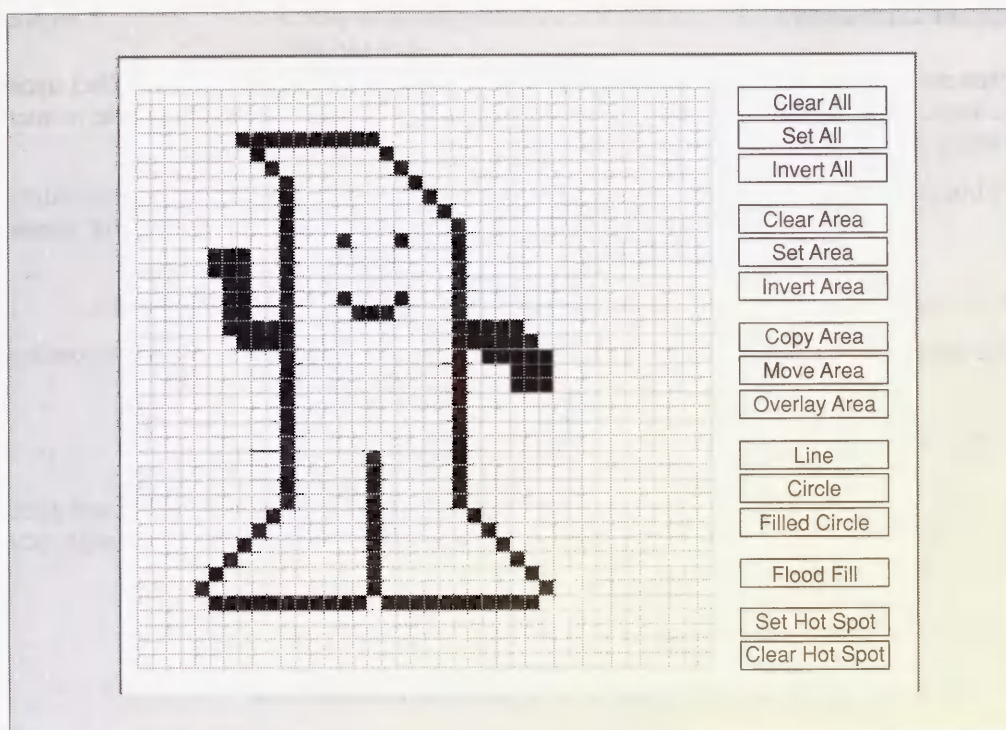 Clear All
Set All
Invert All
Clear Area
Set Area
Invert Area
Copy Area
Move Area
Overlay Area
Line
Circle
Filled Circle
Flood Fill
Set Hot Spot
Clear Hot Spot